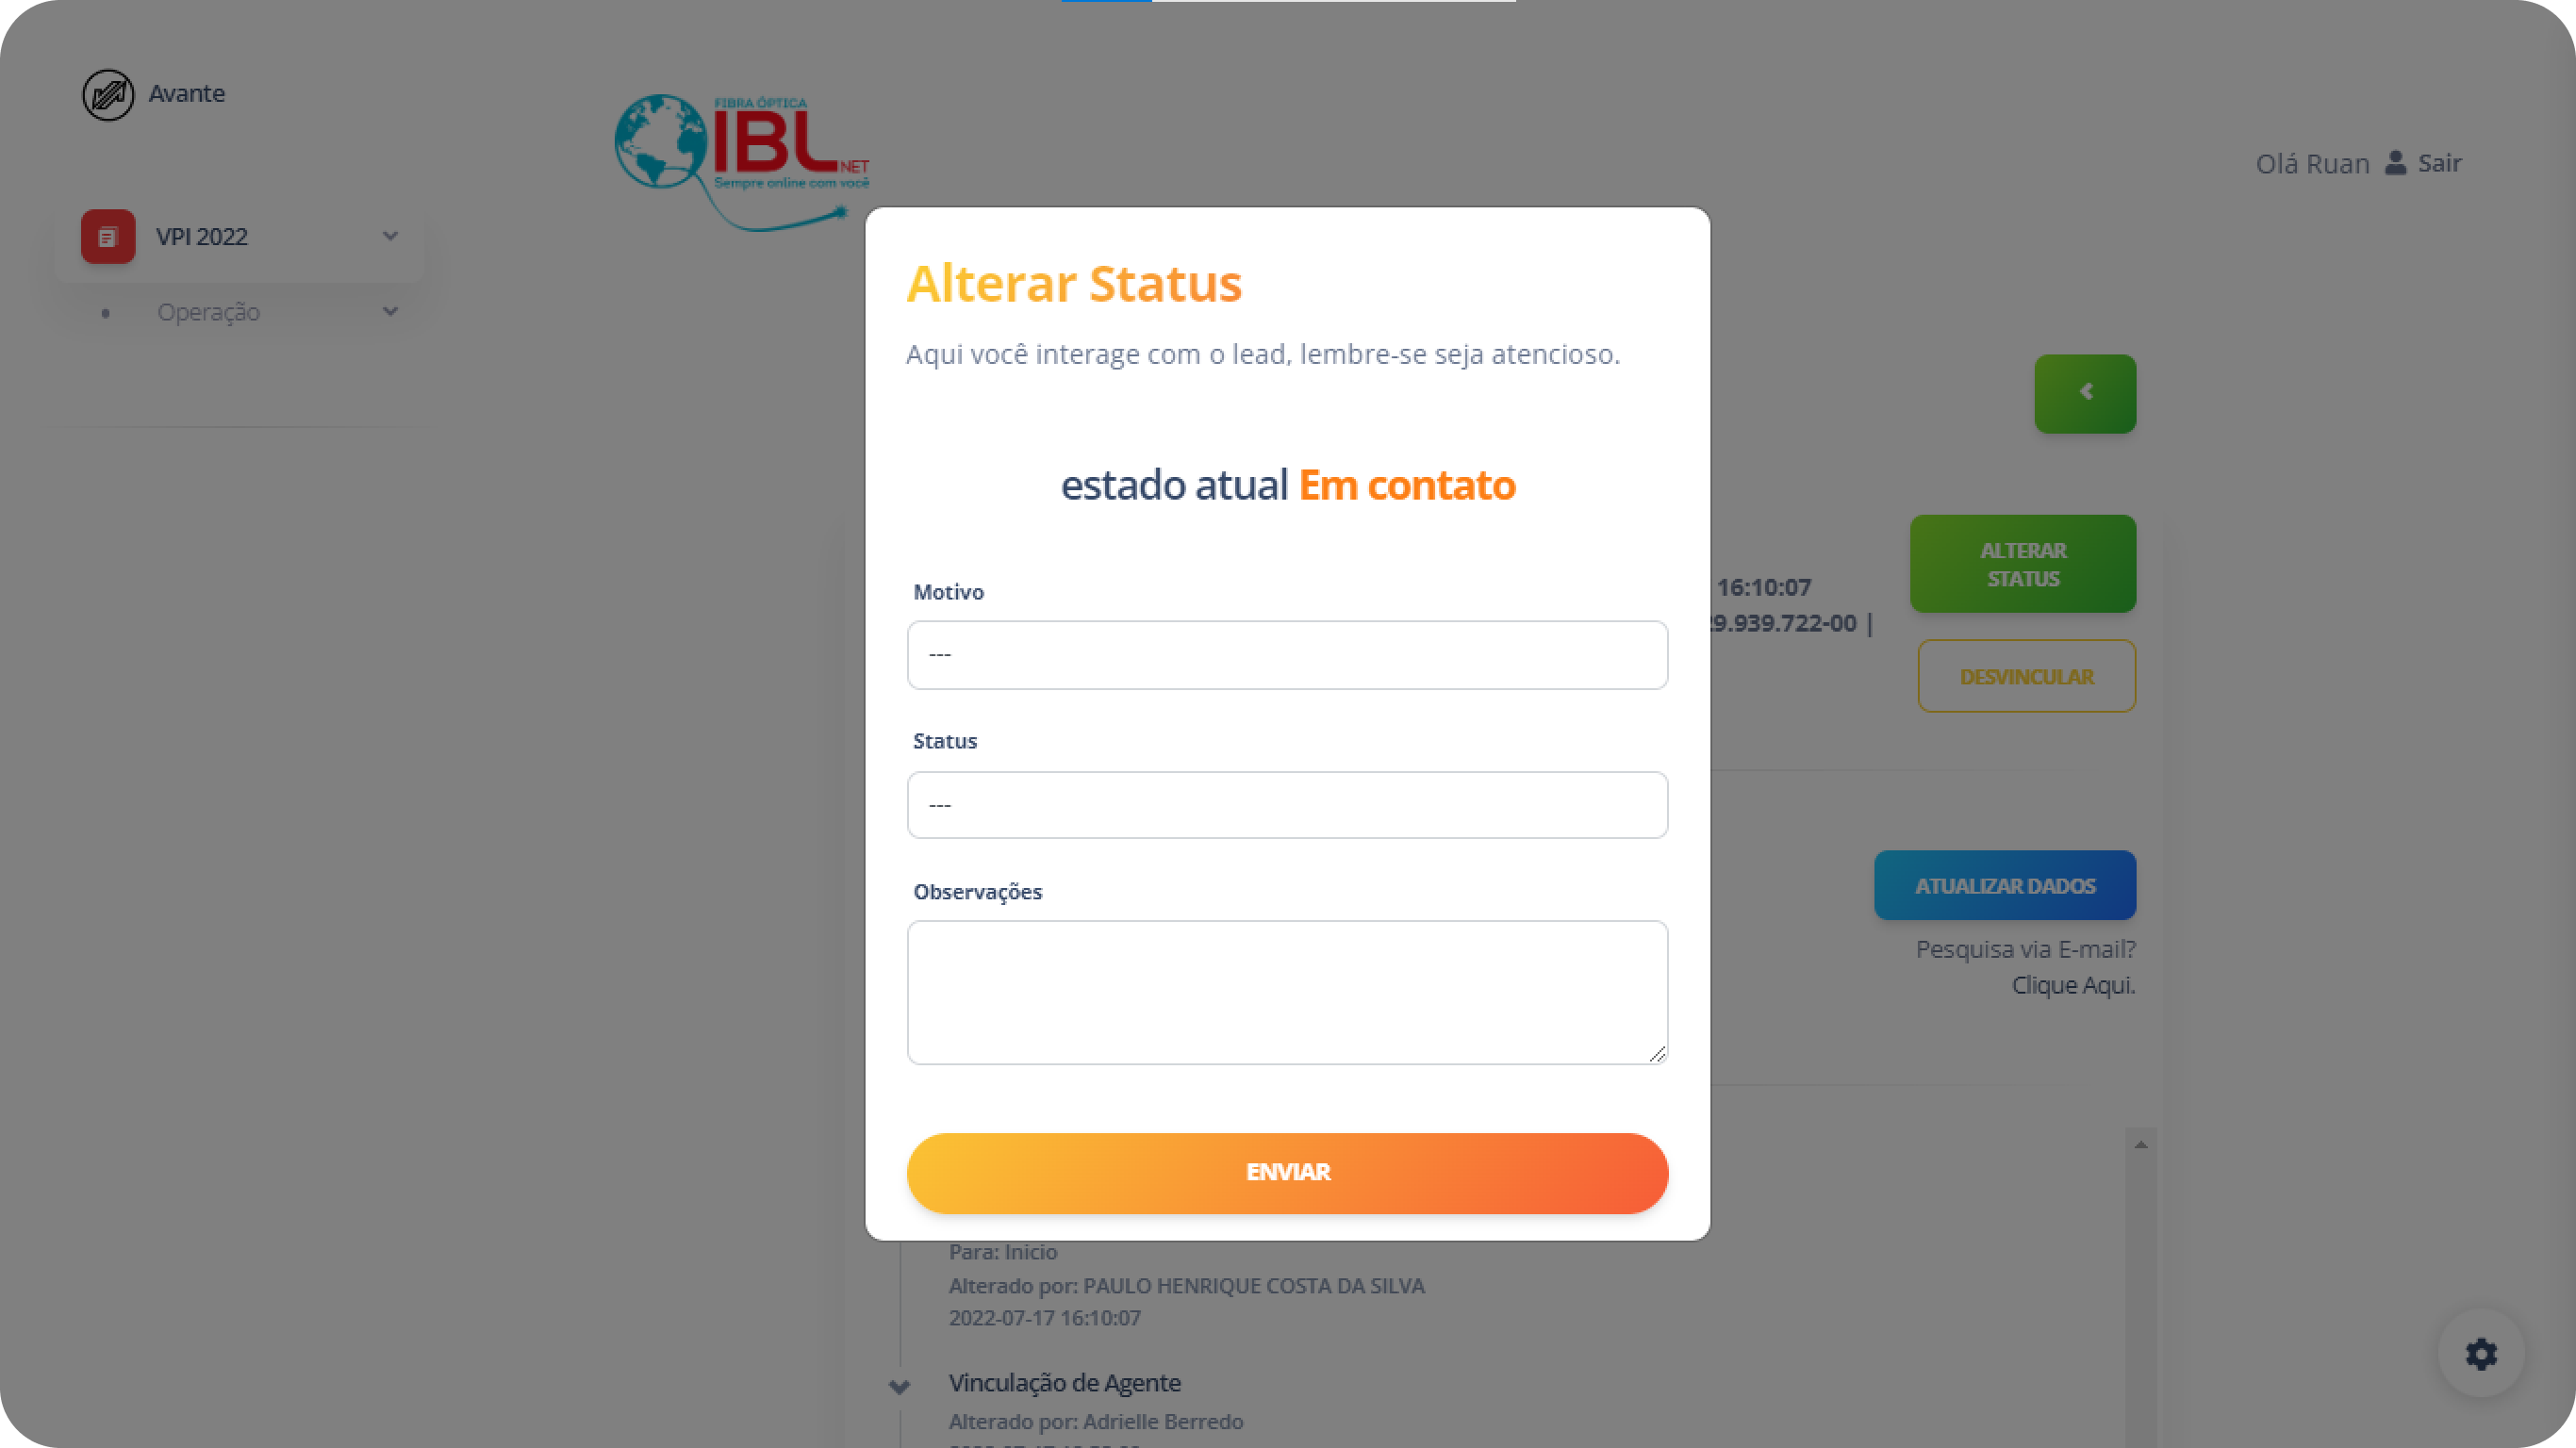 Avante
FIBRA ÓPTICA
IBL NET
Sempre online com você
Olá Ruan Sair
VPI 2022
Operação
Alterar Status
Aqui você interage com o lead, lembre-se seja atencioso.
estado atual Em contato
ALTERAR
STATUS
16:10:07
29.939.722-00 |
DESVINCULAR
Motivo
---
Status
---
ATUALIZAR DADOS
Observações
Pesquisa via E-mail?
Clique Aqui.
ENVIAR
Para: Inicio
Alterado por: PAULO HENRIQUE COSTA DA SILVA
2022-07-17 16:10:07
Vinculação de Agente
Alterado por: Adrielle Berredo